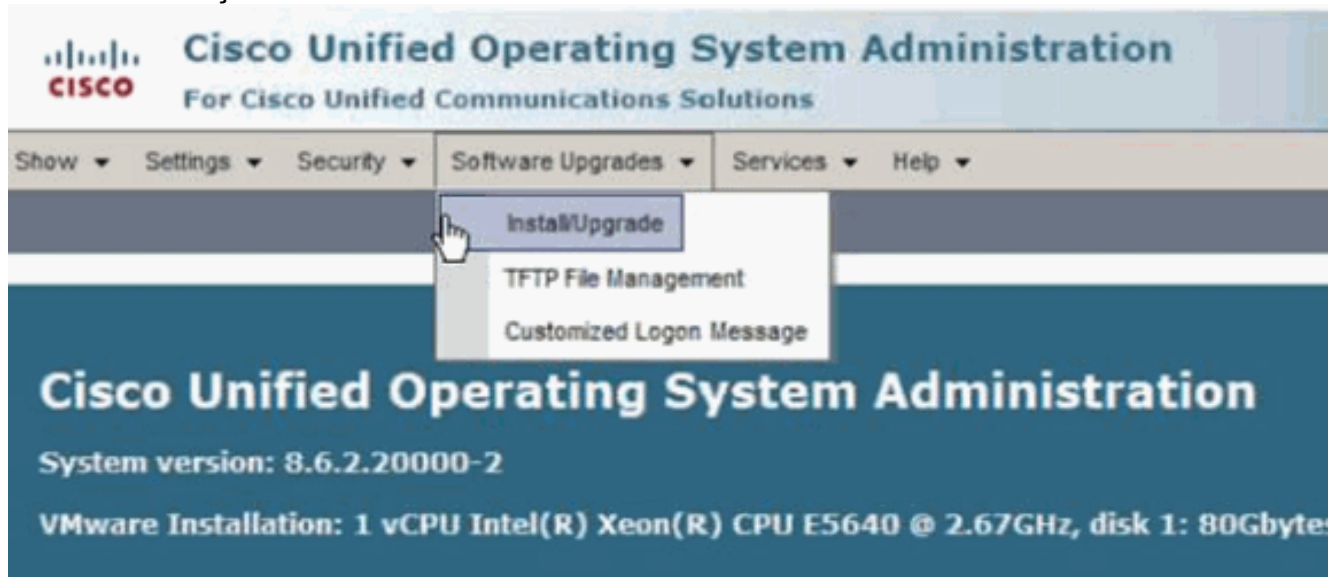 CISCO
Cisco Unified Operating System Administration
For Cisco Unified Communications Solutions
Show Settings Security Software Upgrades Services Help
Install/Upgrade
TFTP File Management
Customized Logon Message
Cisco Unified Operating System Administration
System version: 8.6.2.20000-2
VMware Installation: 1 vCPU Intel(R) Xeon(R) CPU E5640 @ 2.67GHz, disk 1: 80Gbytes